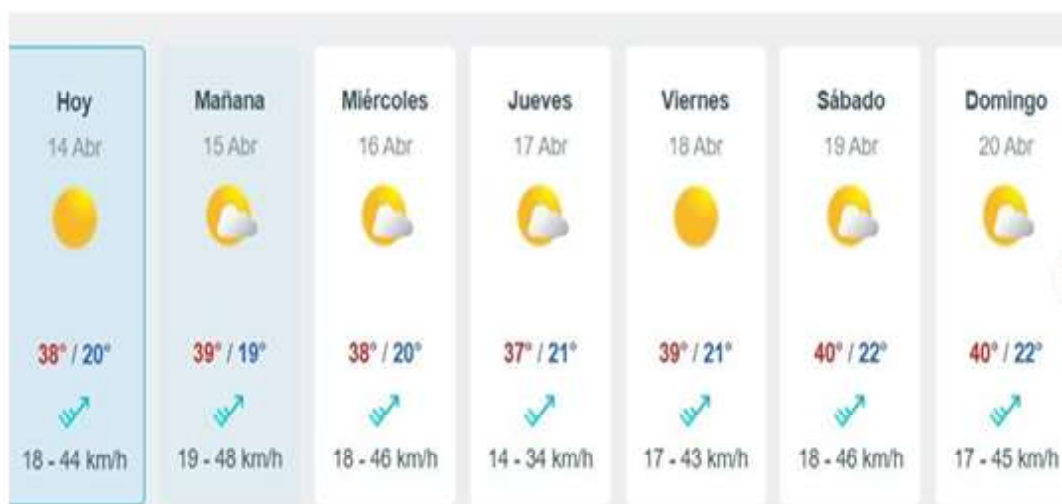 Hoy
14 Abr
38° / 20°
18 - 44 km/h
Mañana
15 Abr
39° / 19°
19 - 48 km/h
Miércoles
16 Abr
38° / 20°
18 - 46 km/h
Jueves
17 Abr
37° / 21°
14 - 34 km/h
Viernes
18 Abr
39° / 21°
17 - 43 km/h
Sábado
19 Abr
40° / 22°
18 - 46 km/h
Domingo
20 Abr
40° / 22°
17 - 45 km/h